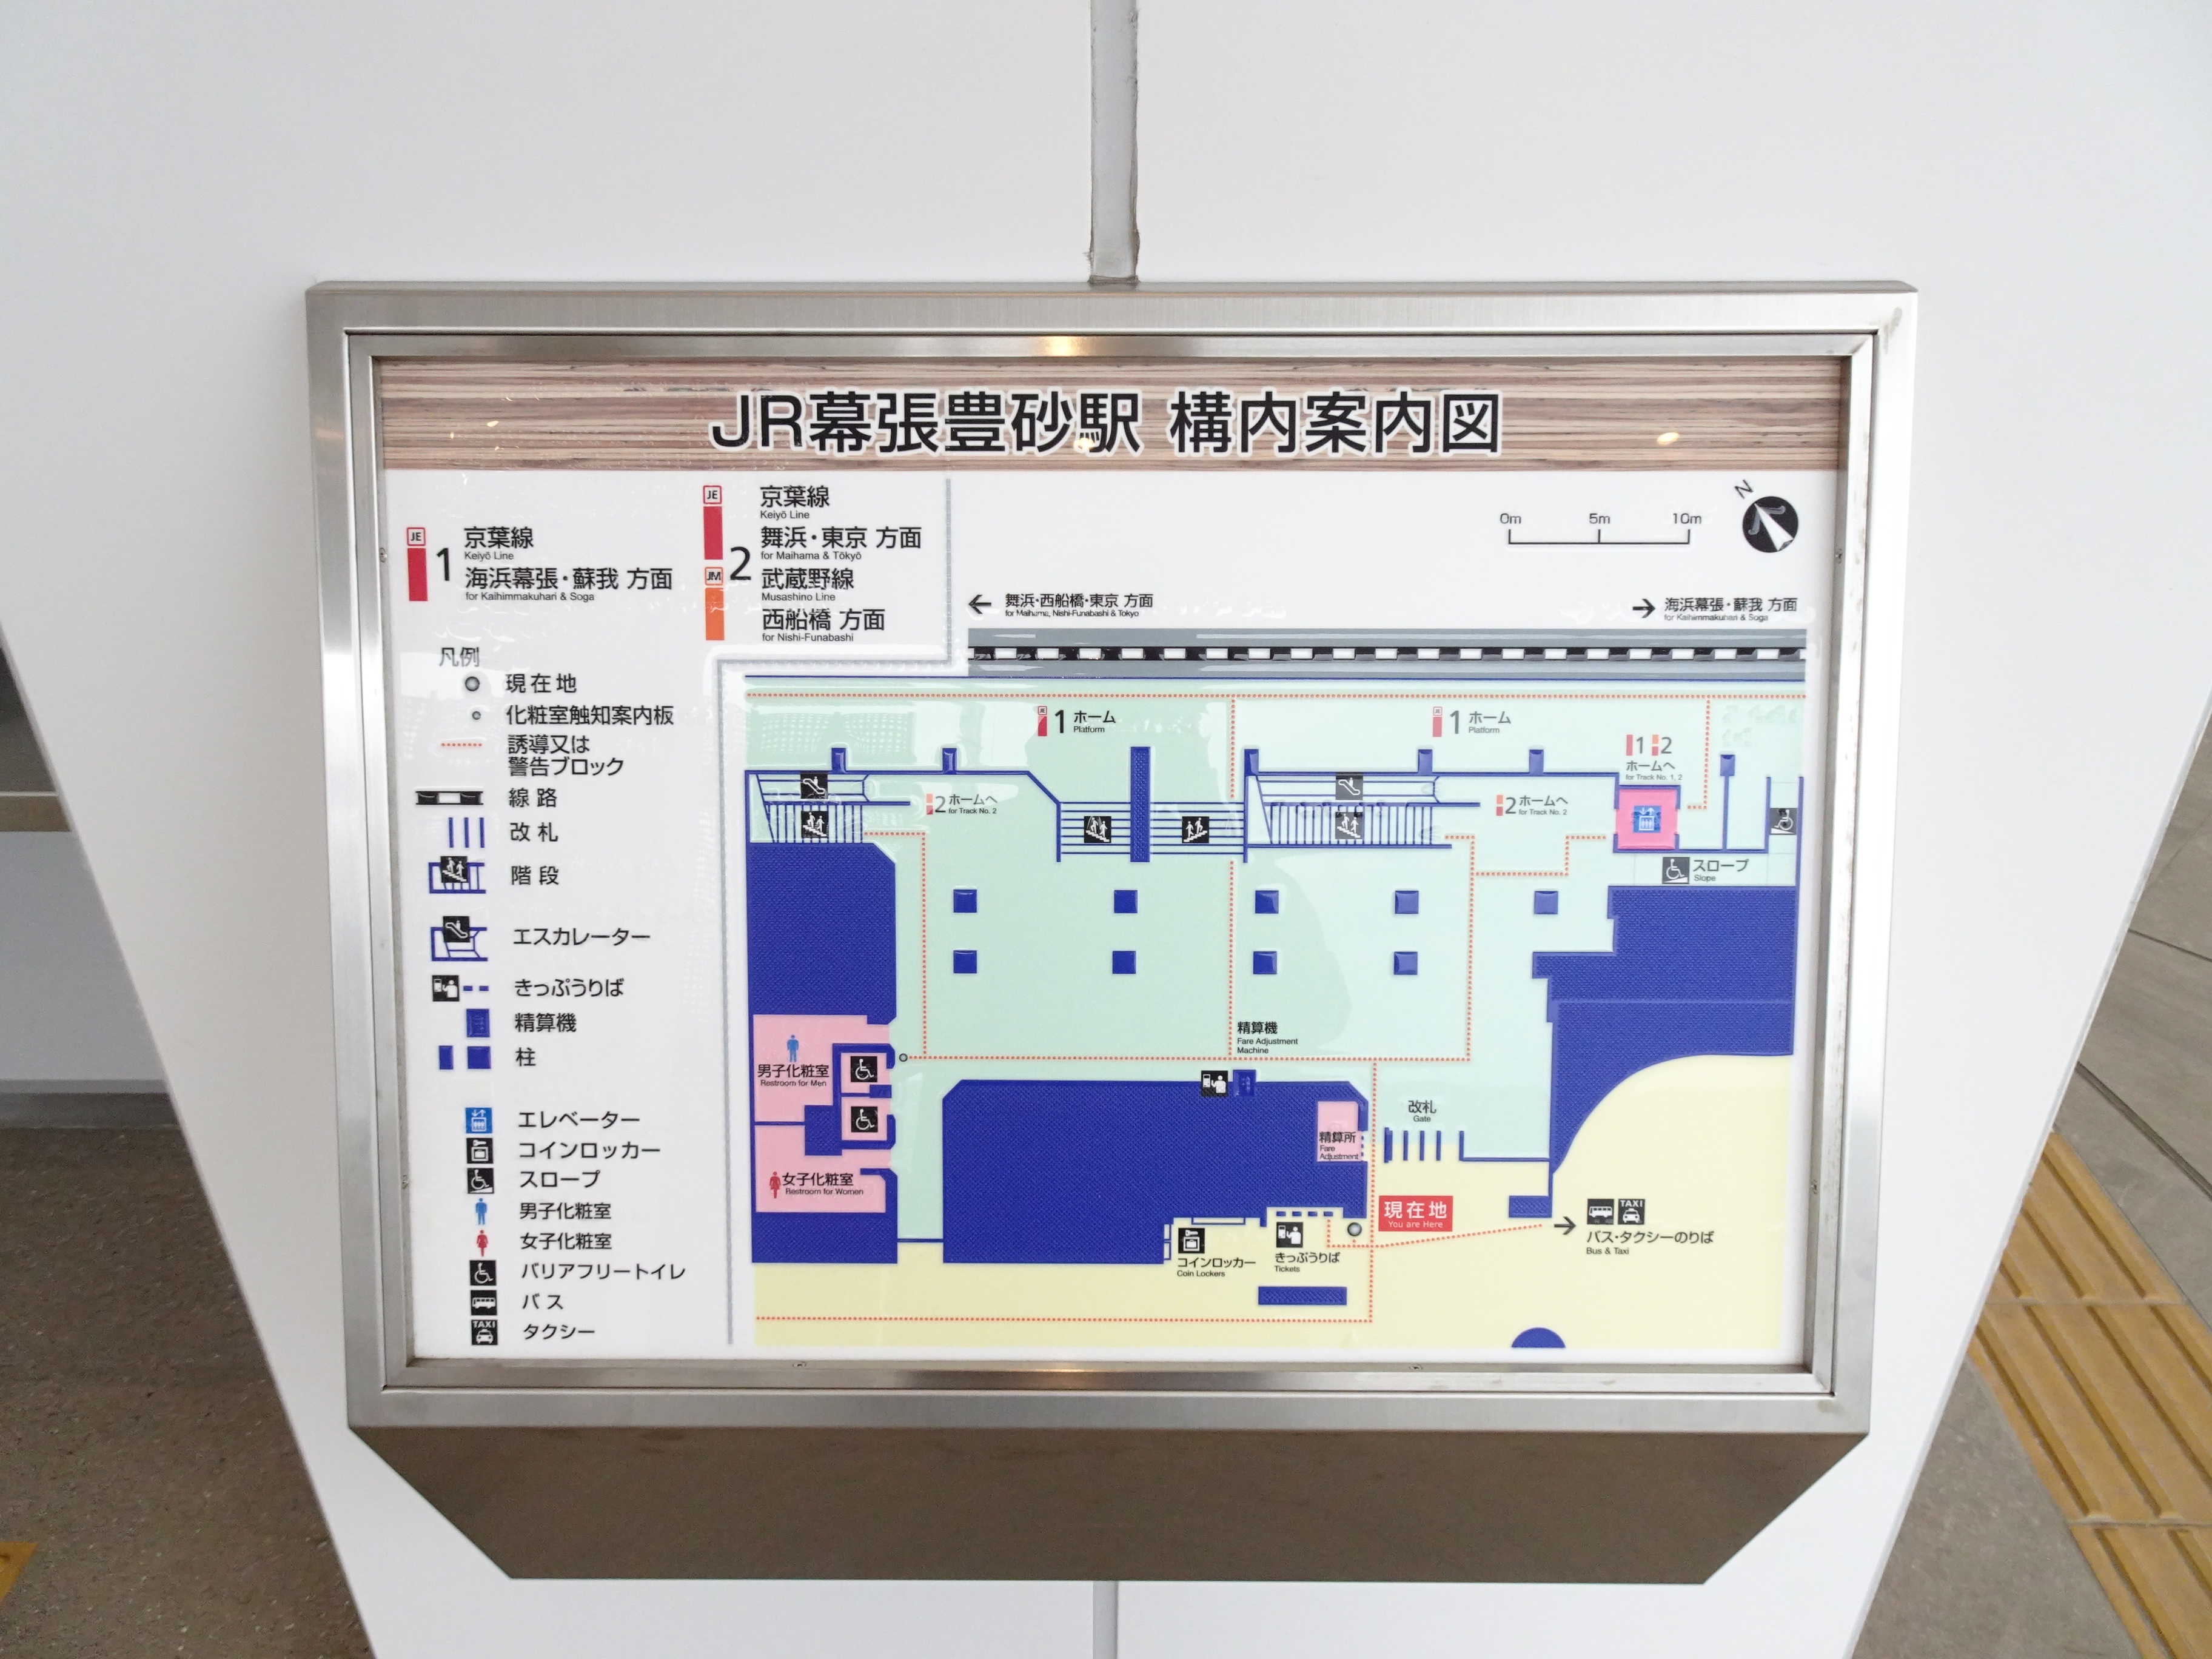 JR幕張豊砂駅 構内案内図
JE
1
京葉線
Keiyō Line
海浜幕張・蘇我 方面
for Kaihimmakuhari & Soga
JE
JM
2
京葉線
Keiyō Line
舞浜・東京 方面
for Maihama & Tōkyō
武蔵野線
Musashino Line
西船橋 方面
for Nishi-Funabashi
0m 5m 10m
N
← 舞浜・西船橋・東京 方面
for Maihama, Nishi-Funabashi & Tokyo
→ 海浜幕張・蘇我 方面
for Kaihimmakuhari & Soga
凡例
現在地
化粧室触知案内板
誘導又は
警告ブロック
線路
改札
階段
エスカレーター
きっぷうりば
精算機
柱
エレベーター
コインロッカー
スロープ
男子化粧室
女子化粧室
バリアフリートイレ
バス
TAXI
タクシー
1 ホーム
Platform
1 ホーム
Platform
1 2
ホームへ
for Track No. 1, 2
2 ホームへ
for Track No. 2
2 ホームへ
for Track No. 2
スロープ
Slope
精算機
Fare Adjustment
Machine
男子化粧室
Restroom for Men
女子化粧室
Restroom for Women
改札
Gate
精算所
Fare
Adjustment
現在地
You are Here
コインロッカー
Coin Lockers
きっぷうりば
Tickets
→
TAXI
バス・タクシーのりば
Bus & Taxi